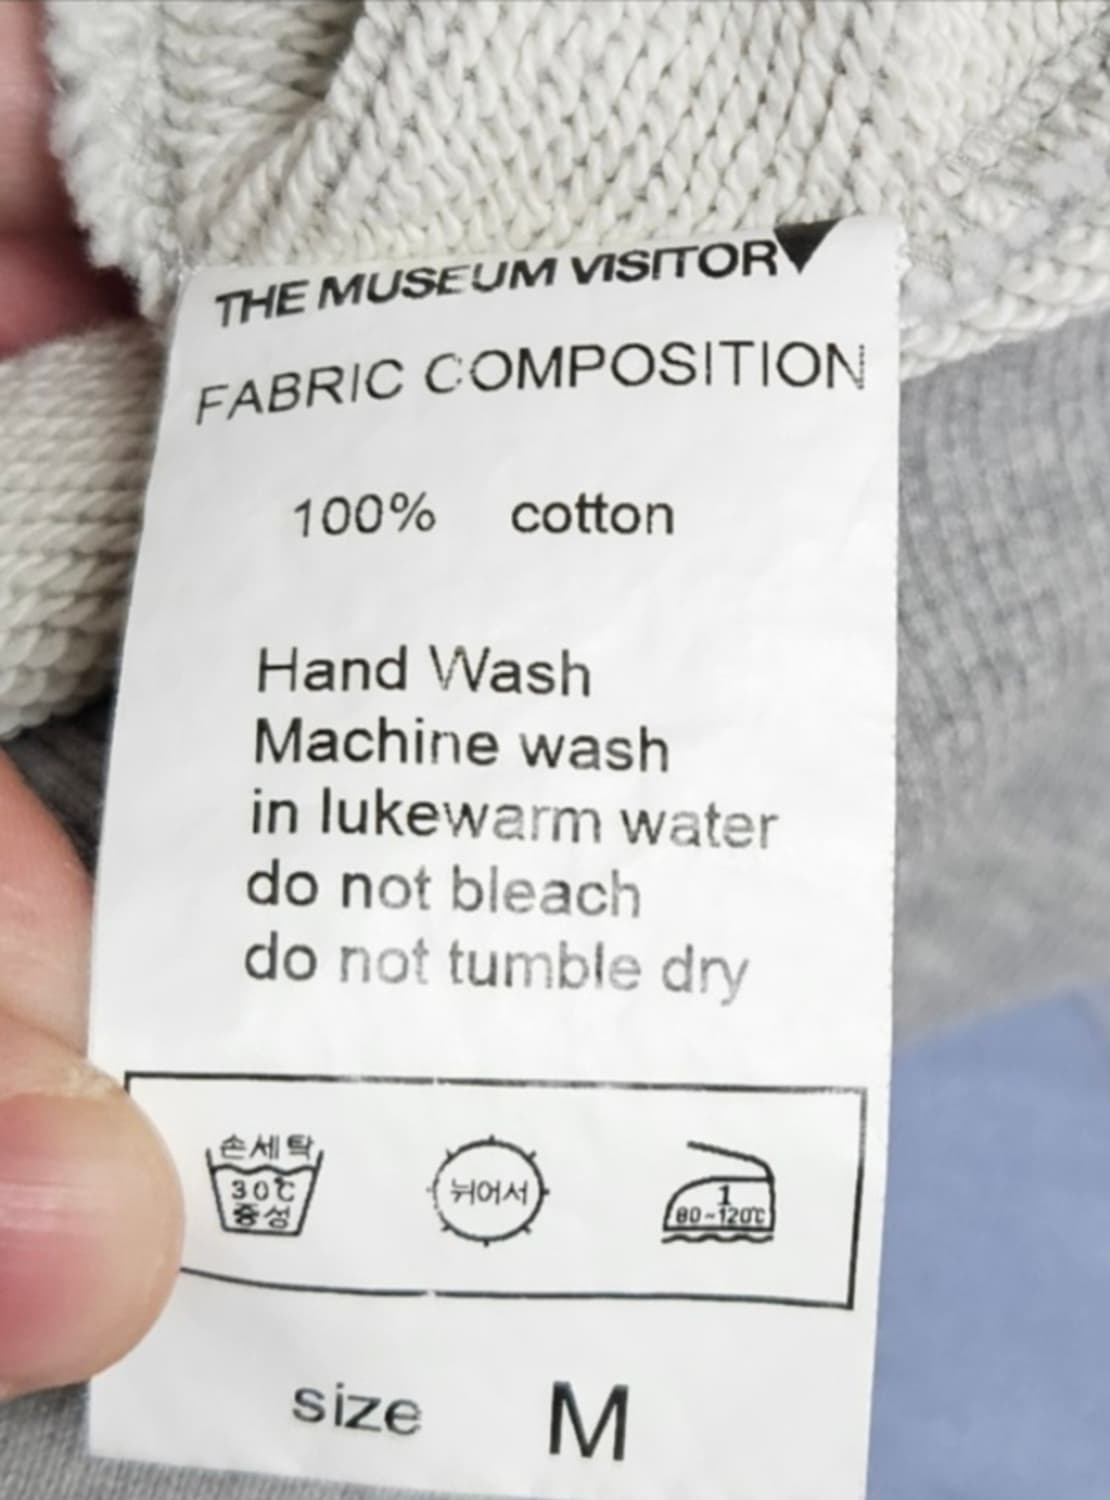 THE MUSEUM VISITOR
FABRIC COMPOSITION
100% cotton
Hand Wash
Machine wash
in lukewarm water
do not bleach
do not tumble dry
손세탁
30℃
중성
뉘어서
1
80~120℃
size M